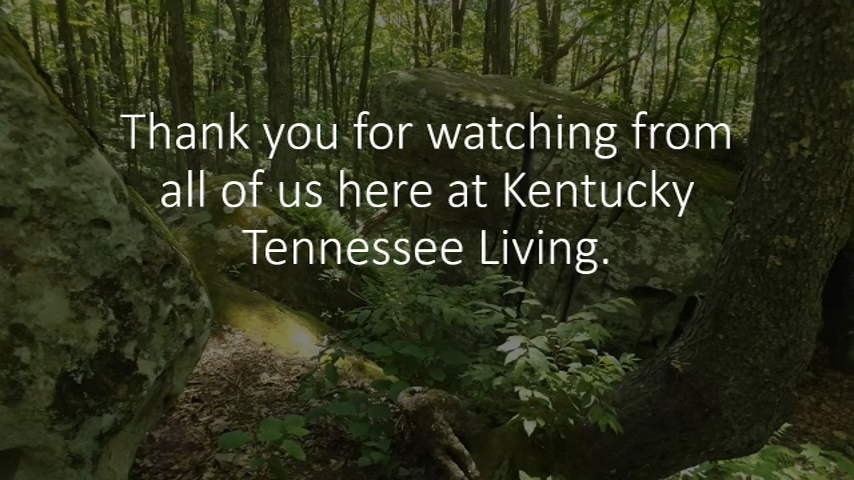 Thank you for watching from
all of us here at Kentucky
Tennessee Living.